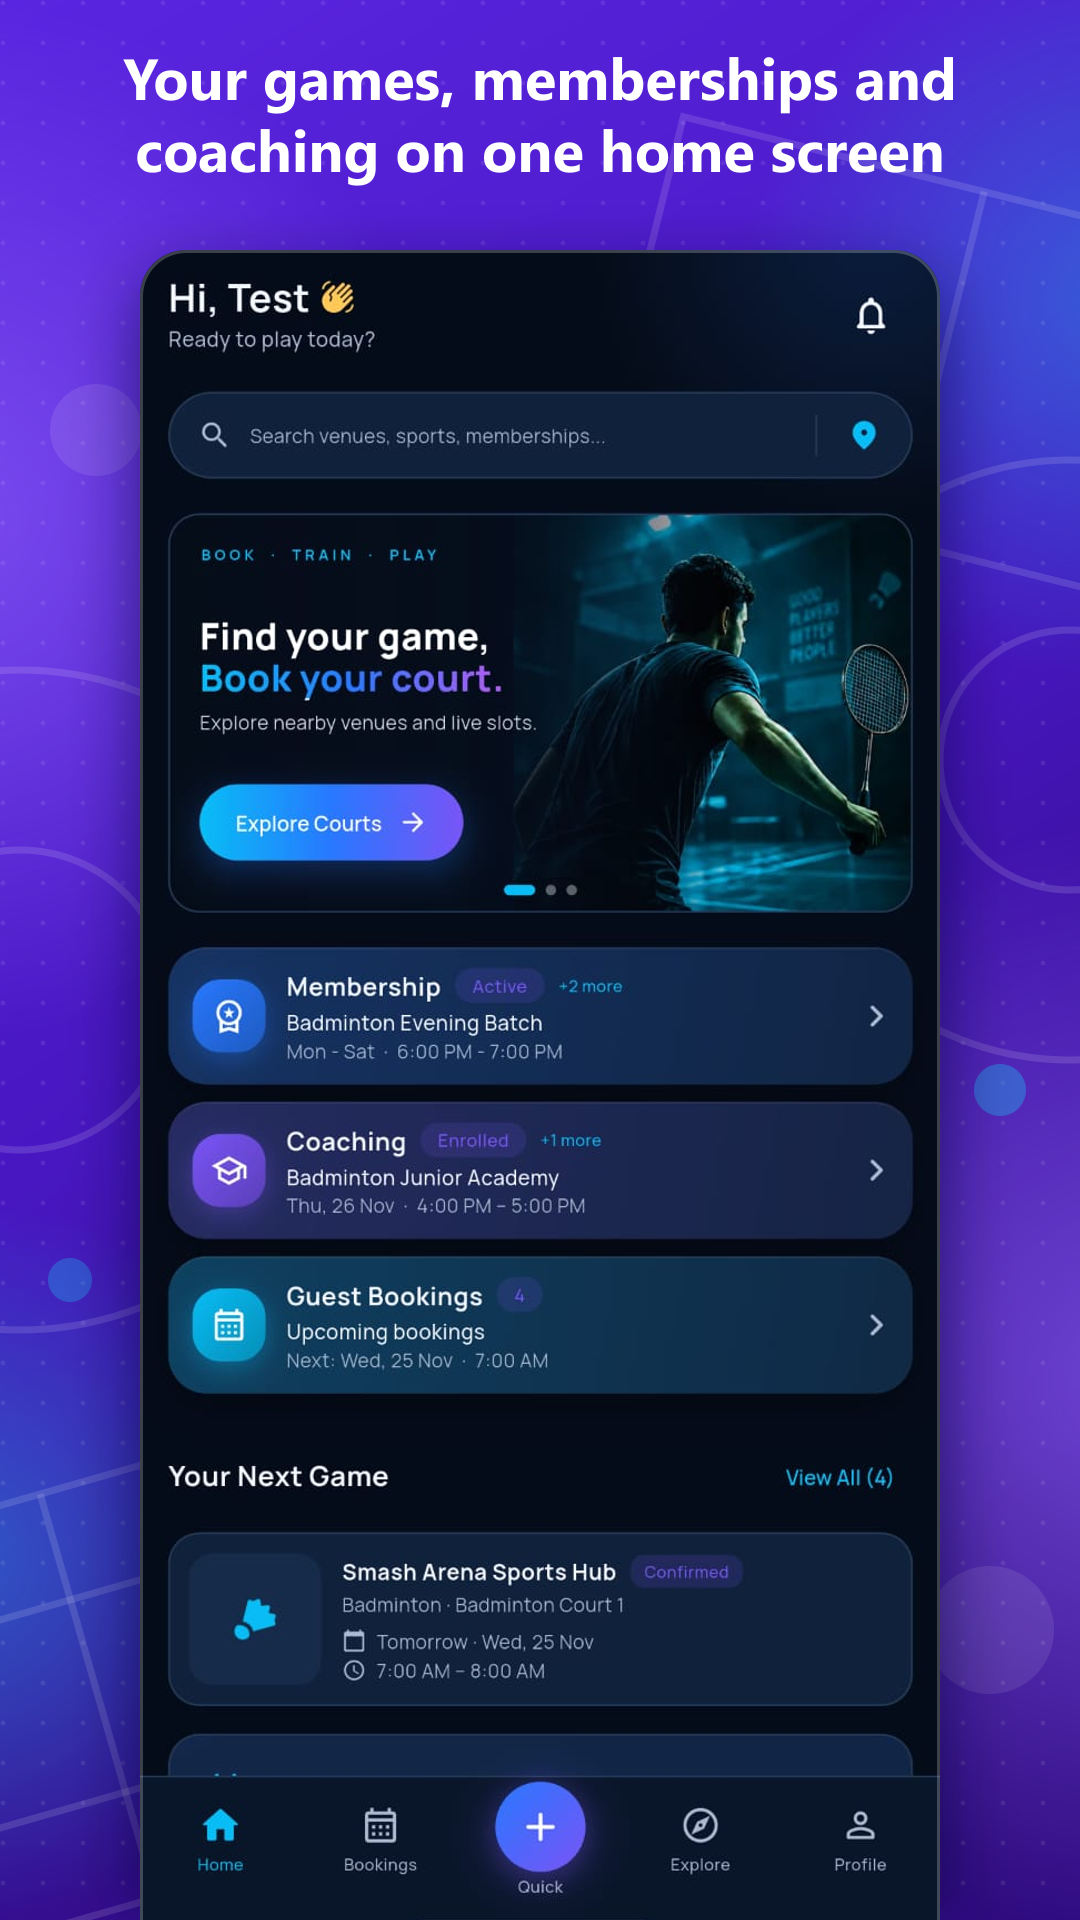 Your games, memberships and
coaching on one home screen
Hi, Test 👋
Ready to play today?
Search venues, sports, memberships...
BOOK · TRAIN · PLAY
Find your game,
Book your court.
Explore nearby venues and live slots.
Explore Courts
GOOD
PLAYERS
BETTER
PEOPLE
Membership Active +2 more
Badminton Evening Batch
Mon - Sat · 6:00 PM - 7:00 PM
Coaching Enrolled +1 more
Badminton Junior Academy
Thu, 26 Nov · 4:00 PM – 5:00 PM
Guest Bookings 4
Upcoming bookings
Next: Wed, 25 Nov · 7:00 AM
Your Next Game View All (4)
Smash Arena Sports Hub Confirmed
Badminton · Badminton Court 1
Tomorrow · Wed, 25 Nov
7:00 AM – 8:00 AM
Home Bookings Quick Explore Profile